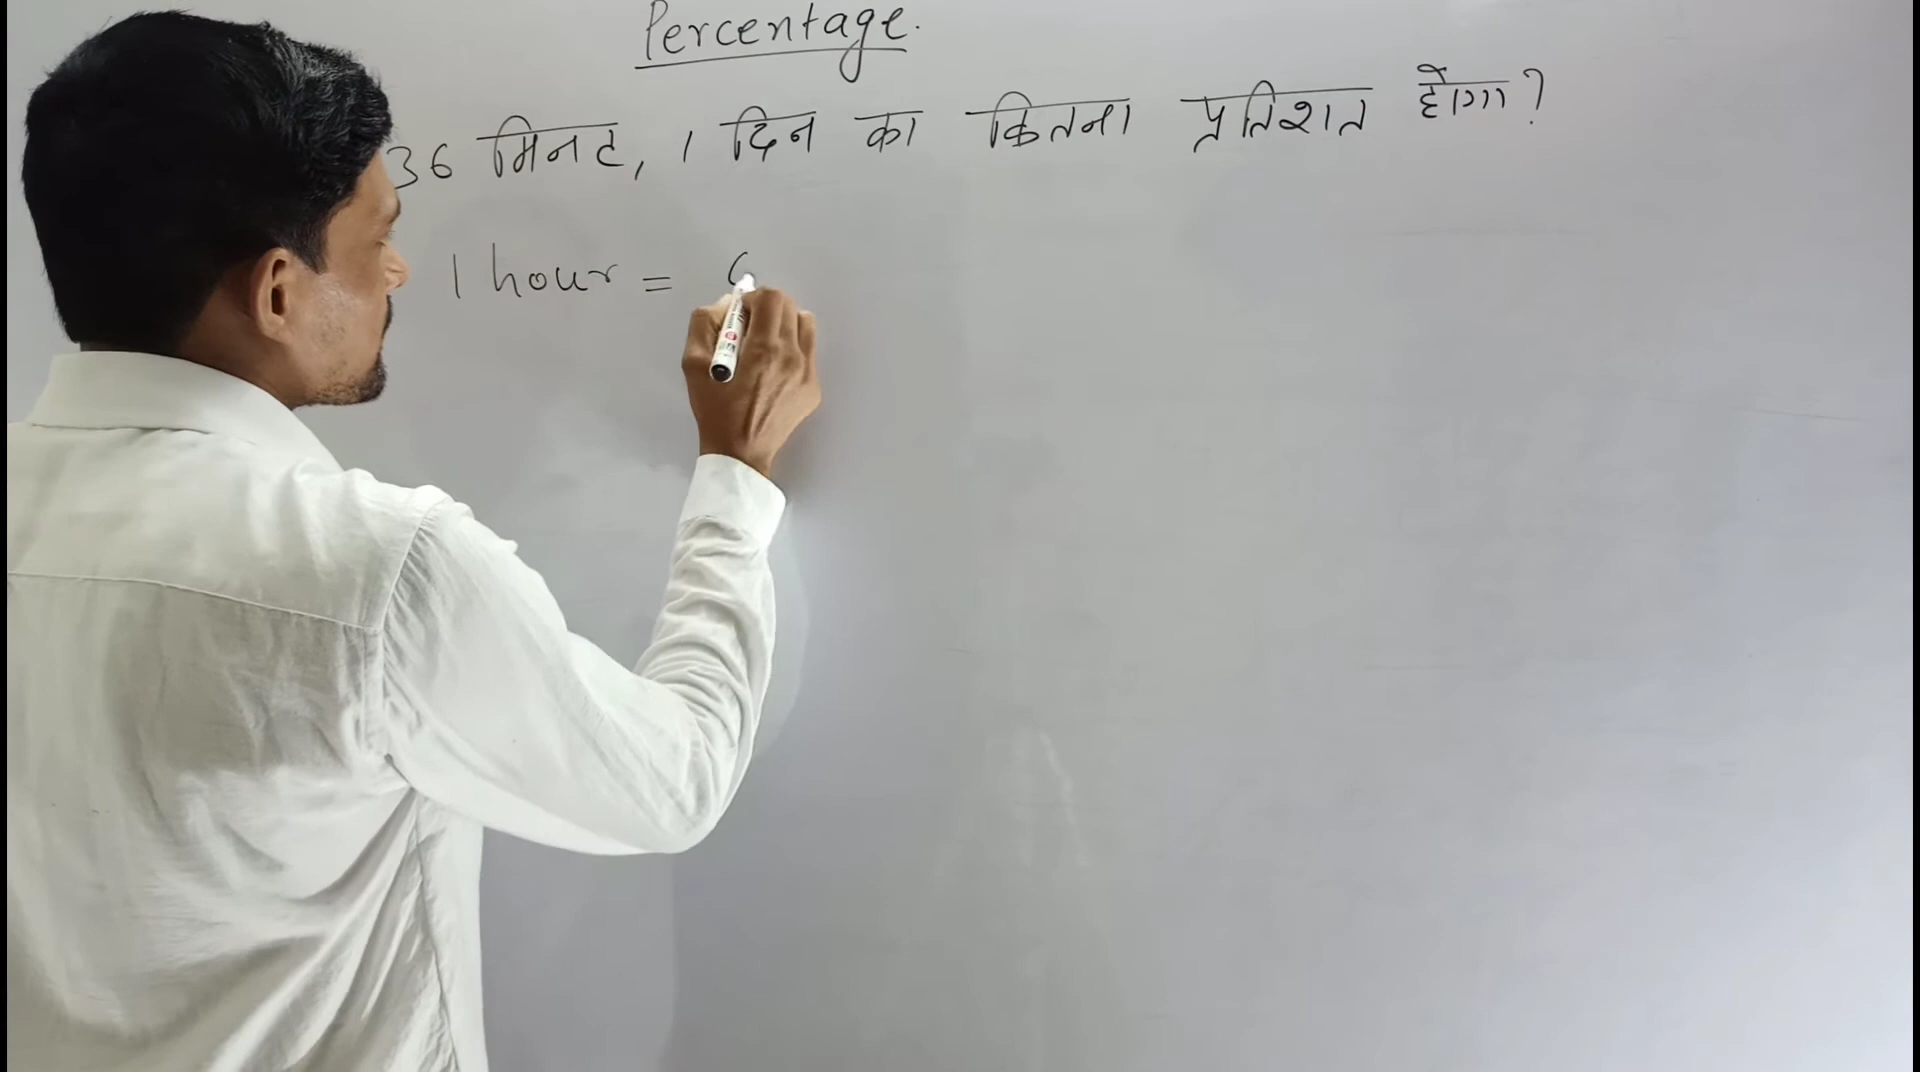 Percentage.
36 मिनट, 1 दिन का कितना प्रतिशत होगा?
1 hour = 6